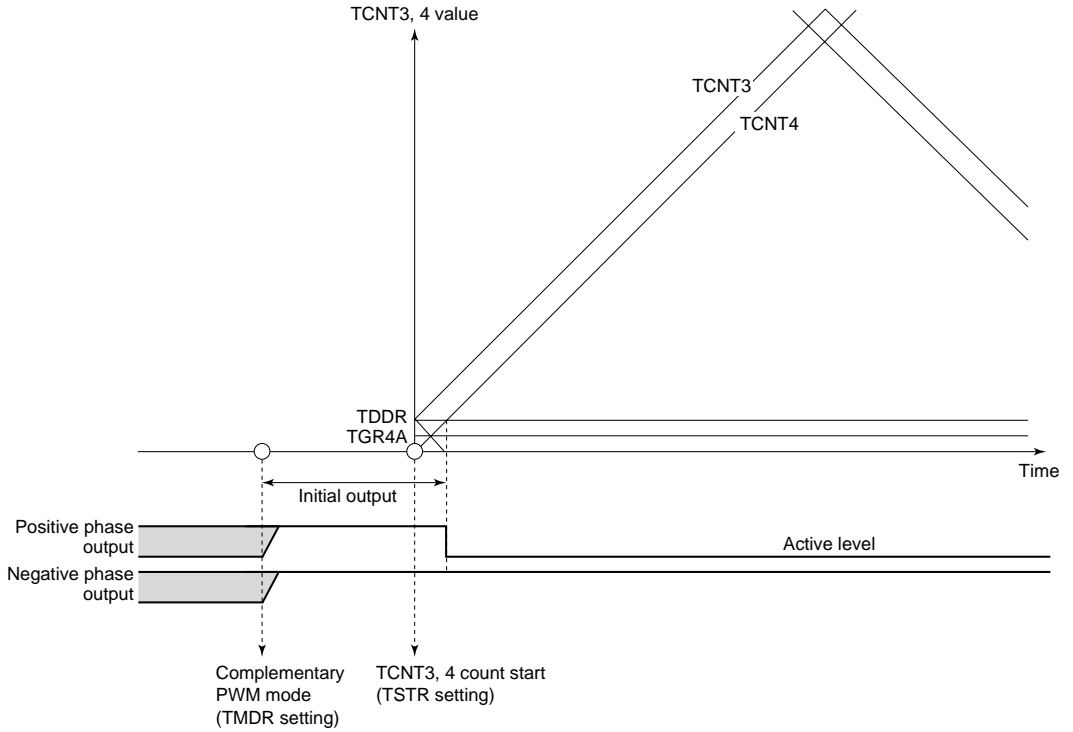 TCNT3, 4 value
TCNT3
TCNT4
TDDR
TGR4A
Time
Initial output
Positive phase
output
Active level
Negative phase
output
Complementary
PWM mode
(TMDR setting)
TCNT3, 4 count start
(TSTR setting)